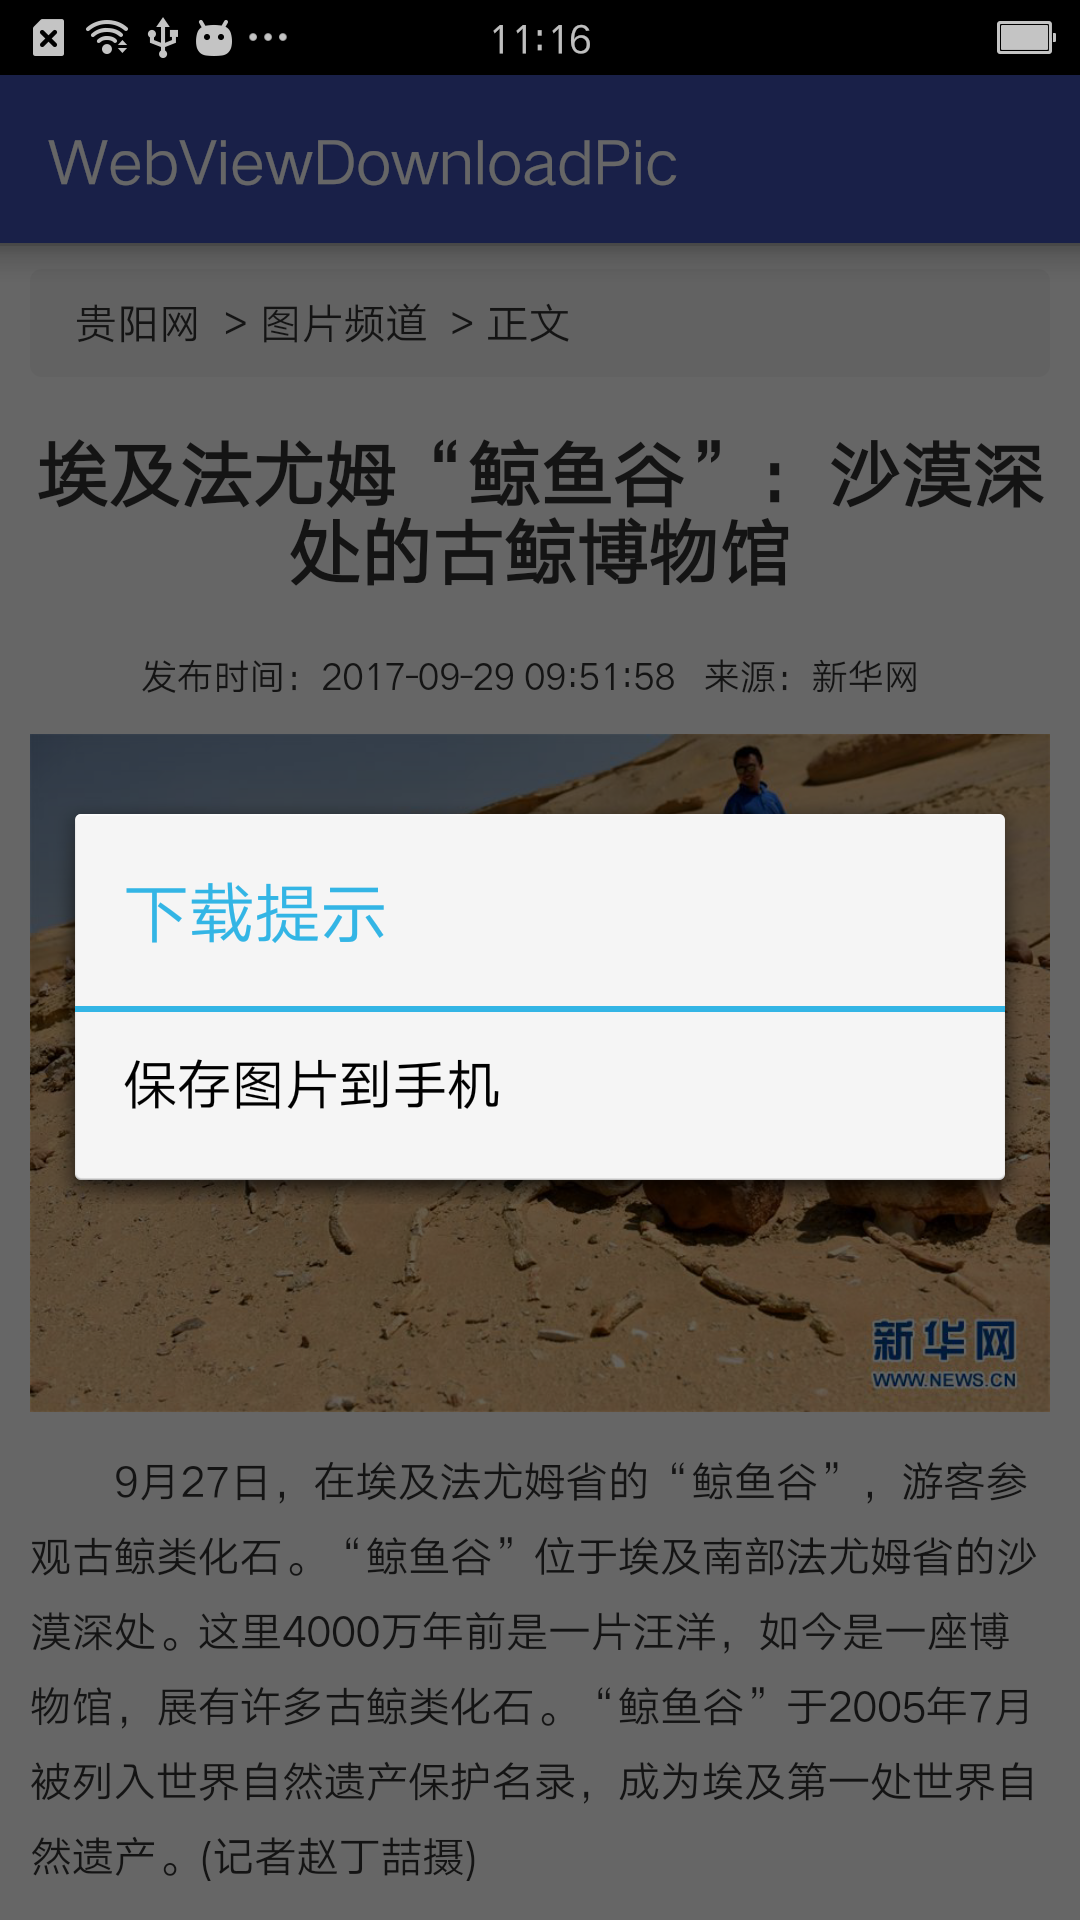 11:16
WebViewDownloadPic
贵阳网 > 图片频道 > 正文
埃及法尤姆“鲸鱼谷”：沙漠深
处的古鲸博物馆
发布时间：2017-09-29 09:51:58 来源：新华网
下载提示
保存图片到手机
新华网
WWW.NEWS.CN
9月27日，在埃及法尤姆省的“鲸鱼谷”，游客参
观古鲸类化石。“鲸鱼谷”位于埃及南部法尤姆省的沙
漠深处。这里4000万年前是一片汪洋，如今是一座博
物馆，展有许多古鲸类化石。“鲸鱼谷”于2005年7月
被列入世界自然遗产保护名录，成为埃及第一处世界自
然遗产。(记者赵丁喆摄)